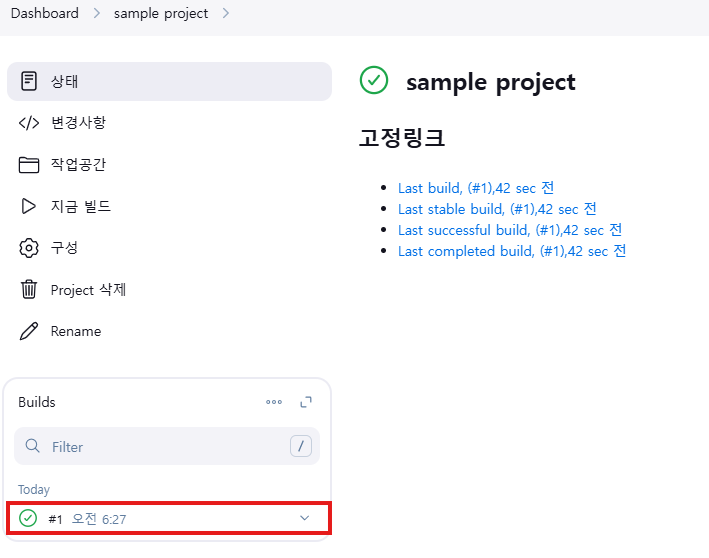 Dashboard > sample project >
상태
변경사항
작업공간
지금 빌드
구성
Project 삭제
Rename
sample project
고정링크
Last build, (#1),42 sec 전
Last stable build, (#1),42 sec 전
Last successful build, (#1),42 sec 전
Last completed build, (#1),42 sec 전
Builds
Filter /
Today
#1 오전 6:27